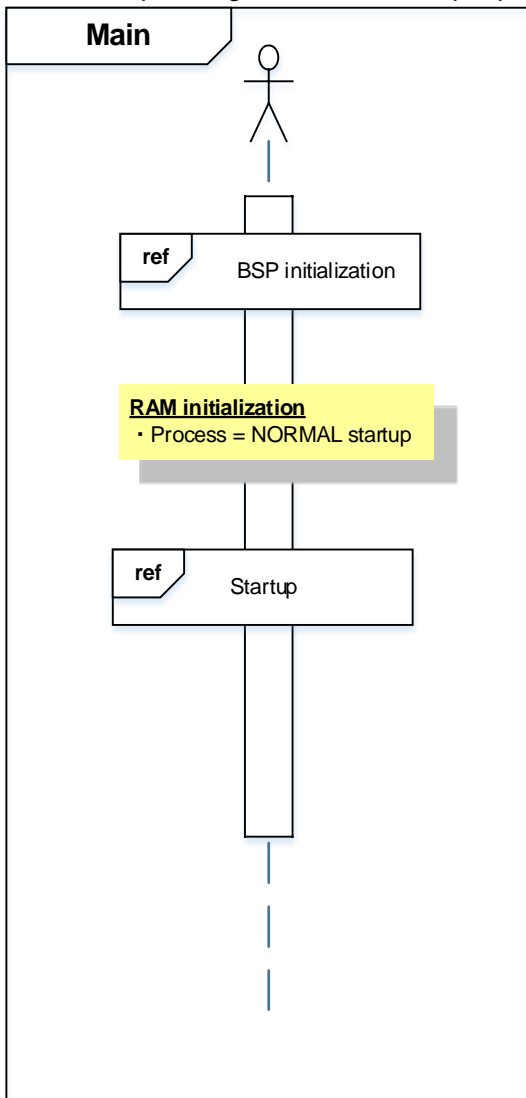 Main
ref
BSP initialization
RAM initialization
・Process = NORMAL startup
ref
Startup